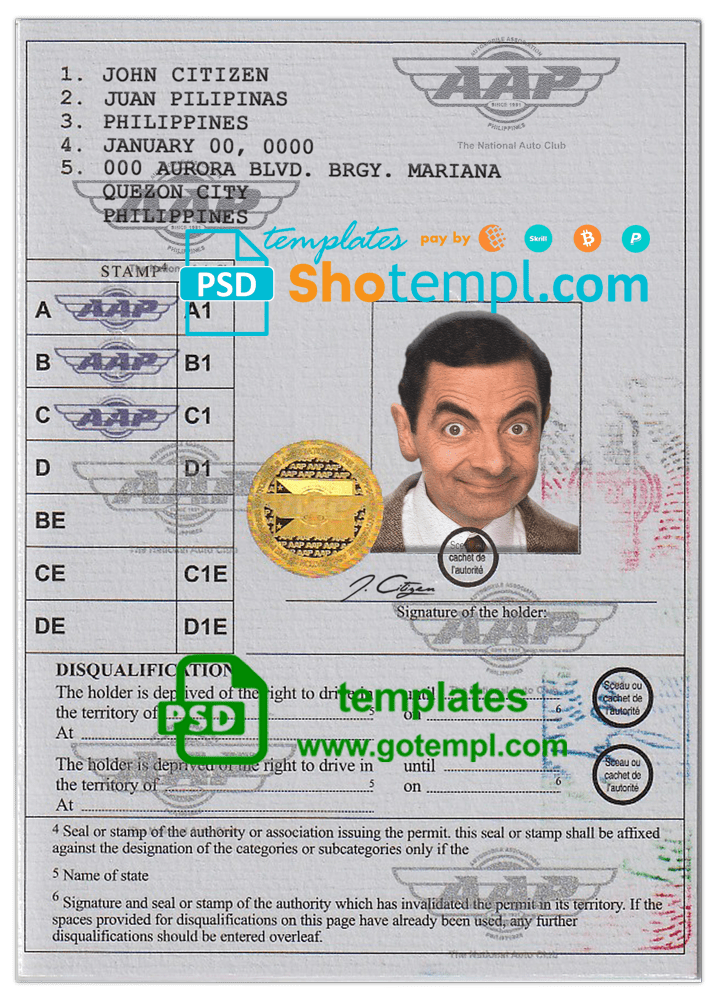 AUTOMOBILE ASSOCIATION
AAP
SINCE 1931
PHILIPPINES
The National Auto Club
1. JOHN CITIZEN
2. JUAN PILIPINAS
3. PHILIPPINES
4. JANUARY 00, 0000
5. 000 AURORA BLVD. BRGY. MARIANA
QUEZON CITY
PHILIPPINES
templates pay by Skrill
PSD Shotempl.com
STAMP4
A AAP A1
B AAP B1
C AAP C1
D D1
BE
CE C1E
DE D1E
Sceau ou
cachet de
l'autorité
J. Citizen
Signature of the holder:
DISQUALIFICATION
The holder is deprived of the right to drive in until
the territory of 5 on 6
At
Sceau ou
cachet de
l'autorité
PSD templates
www.gotempl.com
The holder is deprived of the right to drive in until
the territory of 5 on 6
At
Sceau ou
cachet de
l'autorité
4 Seal or stamp of the authority or association issuing the permit. this seal or stamp shall be affixed
against the designation of the categories or subcategories only if the
5 Name of state
6 Signature and seal or stamp of the authority which has invalidated the permit in its territory. If the
spaces provided for disqualifications on this page have already been used, any further
disqualifications should be entered overleaf.
The National Auto Club